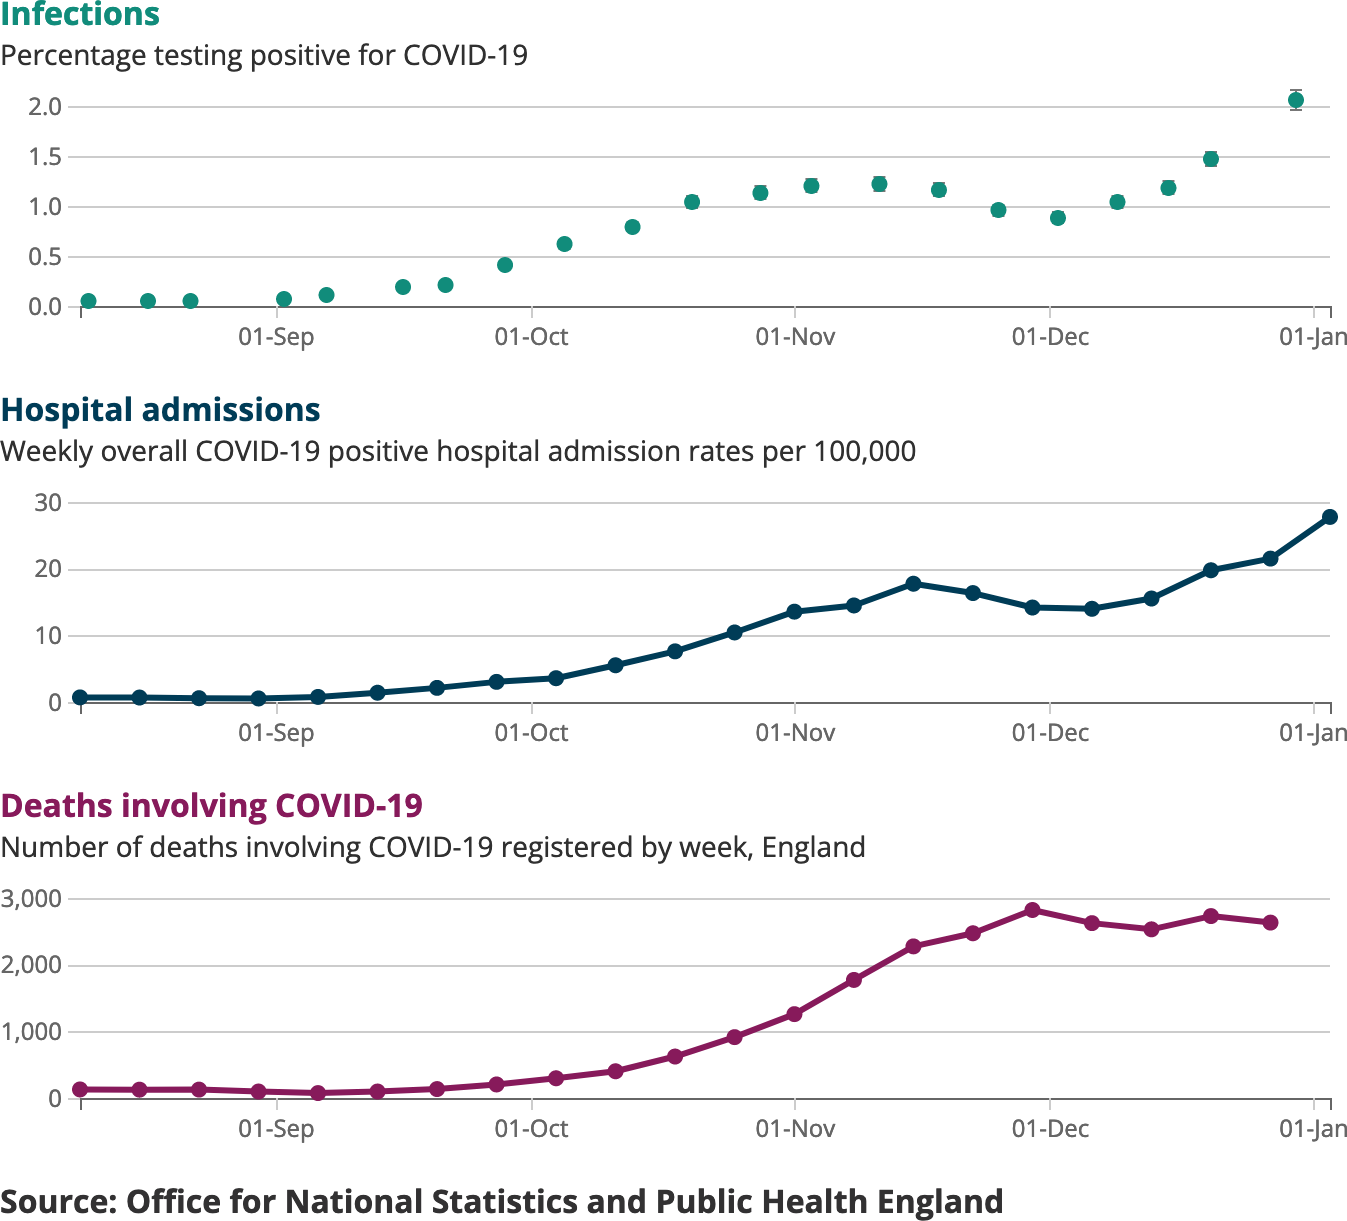 Infections
Percentage testing positive for COVID-19
2.0
1.5
1.0
0.5
0.0
01-Sep 01-Oct 01-Nov 01-Dec 01-Jan
Hospital admissions
Weekly overall COVID-19 positive hospital admission rates per 100,000
30
20
10
0
01-Sep 01-Oct 01-Nov 01-Dec 01-Jan
Deaths involving COVID-19
Number of deaths involving COVID-19 registered by week, England
3,000
2,000
1,000
0
01-Sep 01-Oct 01-Nov 01-Dec 01-Jan
Source: Office for National Statistics and Public Health England